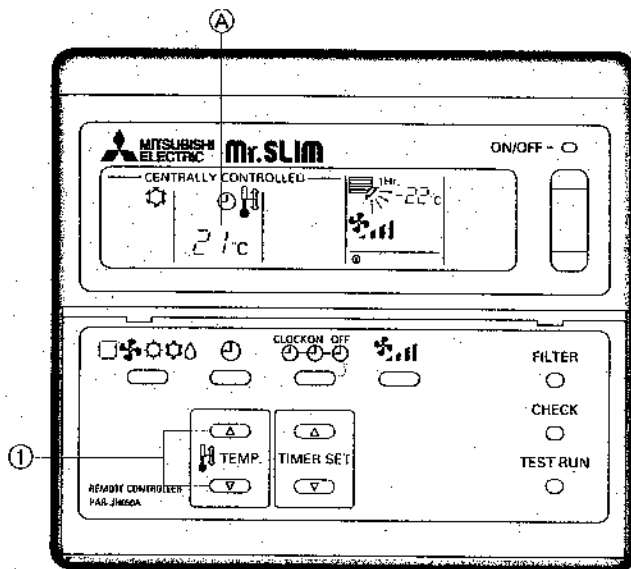 A
MITSUBISHI ELECTRIC Mr.SLIM
ON/OFF
CENTRALLY CONTROLLED
1Hr.
-22°C
21°C
CLOCK ON OFF
FILTER
CHECK
1
TEMP.
TIMER SET
TEST RUN
REMOTE CONTROLLER